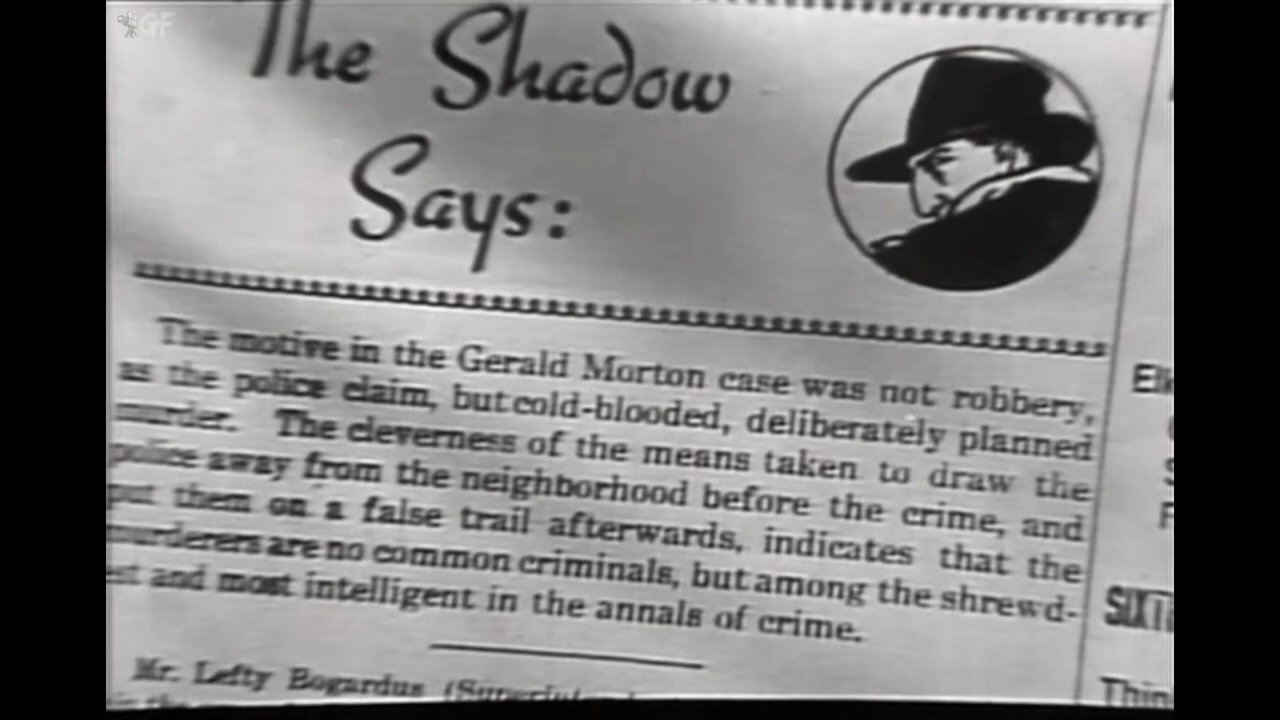 GF
The Shadow
Says:
The motive in the Gerald Morton case was not robbery,
as the police claim, but cold-blooded, deliberately planned
murder. The cleverness of the means taken to draw the
police away from the neighborhood before the crime, and
put them on a false trail afterwards, indicates that the
murderers are no common criminals, but among the shrewd-
est and most intelligent in the annals of crime.
Mr. Lefty Bogardus
SIXT
Thin